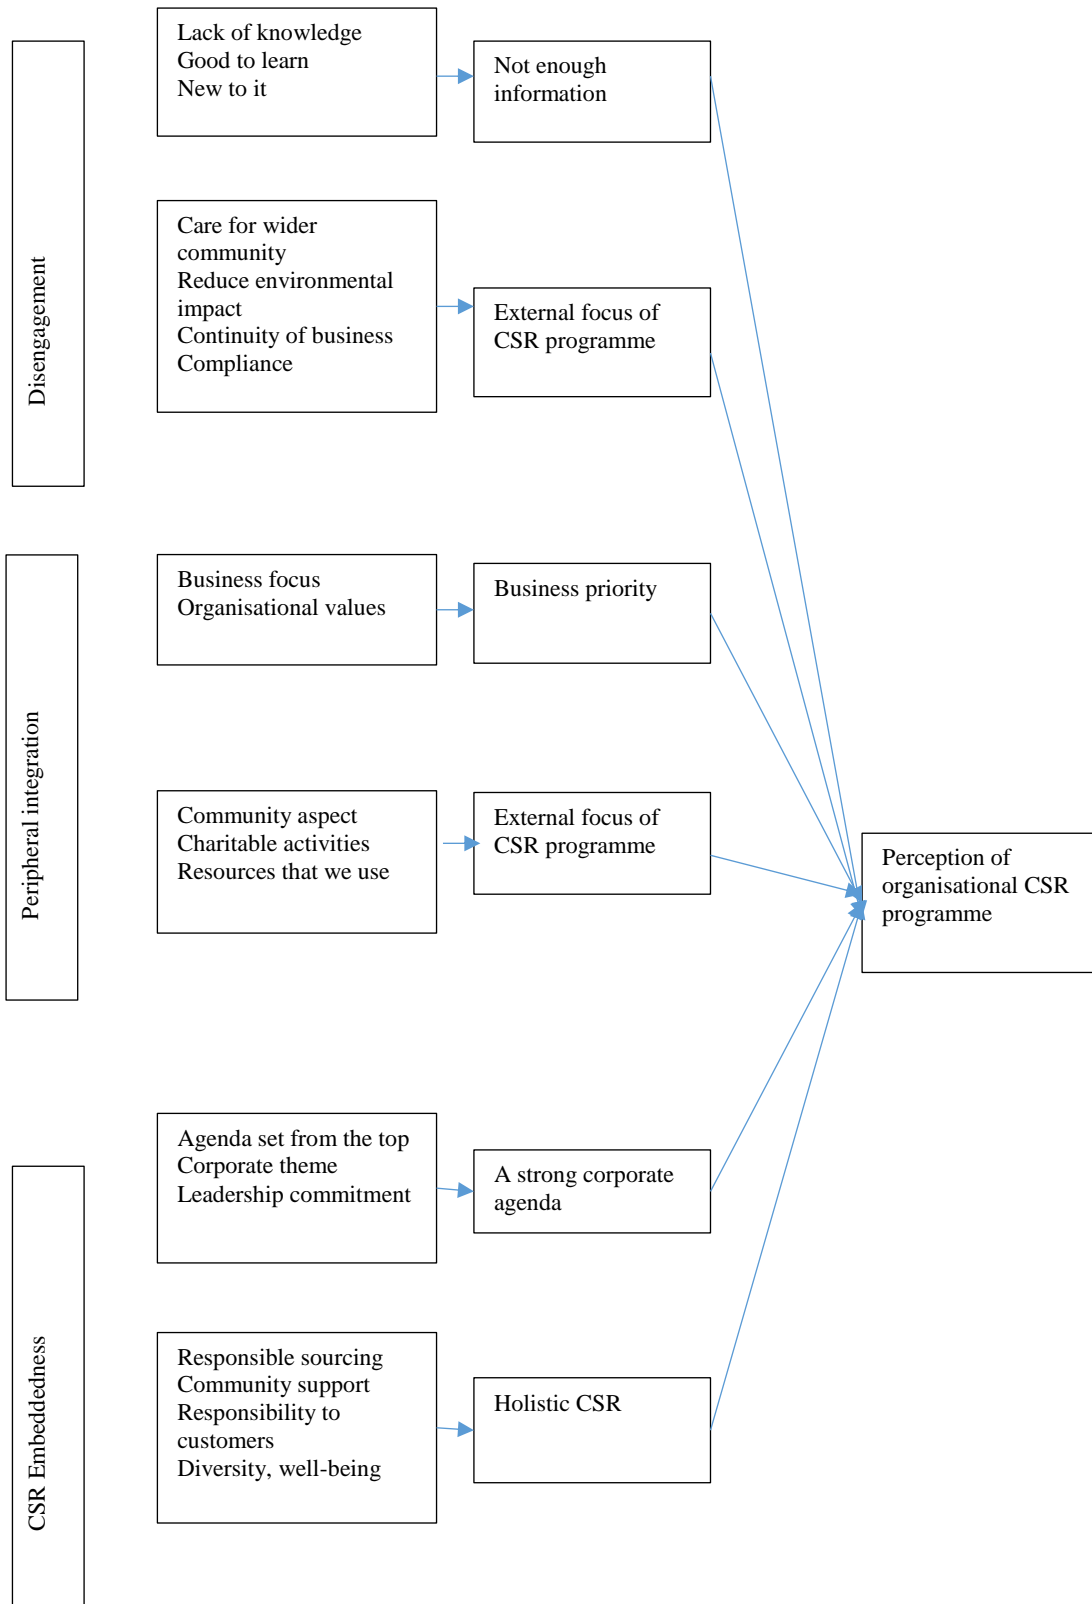 Disengagement
Lack of knowledge
Good to learn
New to it
Not enough
information
Care for wider
community
Reduce environmental
impact
Continuity of business
Compliance
External focus of
CSR programme
Peripheral integration
Business focus
Organisational values
Business priority
Community aspect
Charitable activities
Resources that we use
External focus of
CSR programme
Perception of
organisational CSR
programme
CSR Embeddedness
Agenda set from the top
Corporate theme
Leadership commitment
A strong corporate
agenda
Responsible sourcing
Community support
Responsibility to
customers
Diversity, well-being
Holistic CSR